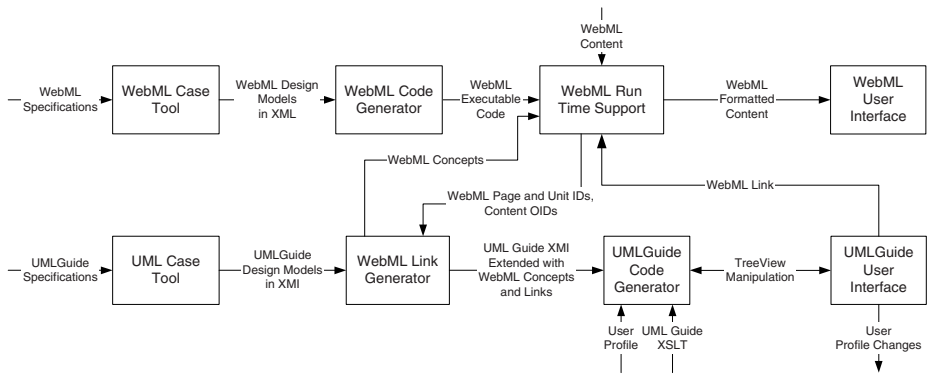 WebML
Content
WebML
Specifications
WebML Case
Tool
WebML Design
Models
in XML
WebML Code
Generator
WebML
Executable
Code
WebML Run
Time Support
WebML
Formatted
Content
WebML
User
Interface
WebML Concepts
WebML Link
WebML Page and Unit IDs,
Content OIDs
UMLGuide
Specifications
UML Case
Tool
UMLGuide
Design Models
in XMI
WebML Link
Generator
UML Guide XMI
Extended with
WebML Concepts
and Links
UMLGuide
Code
Generator
TreeView
Manipulation
UMLGuide
User
Interface
User
Profile
UML Guide
XSLT
User
Profile Changes